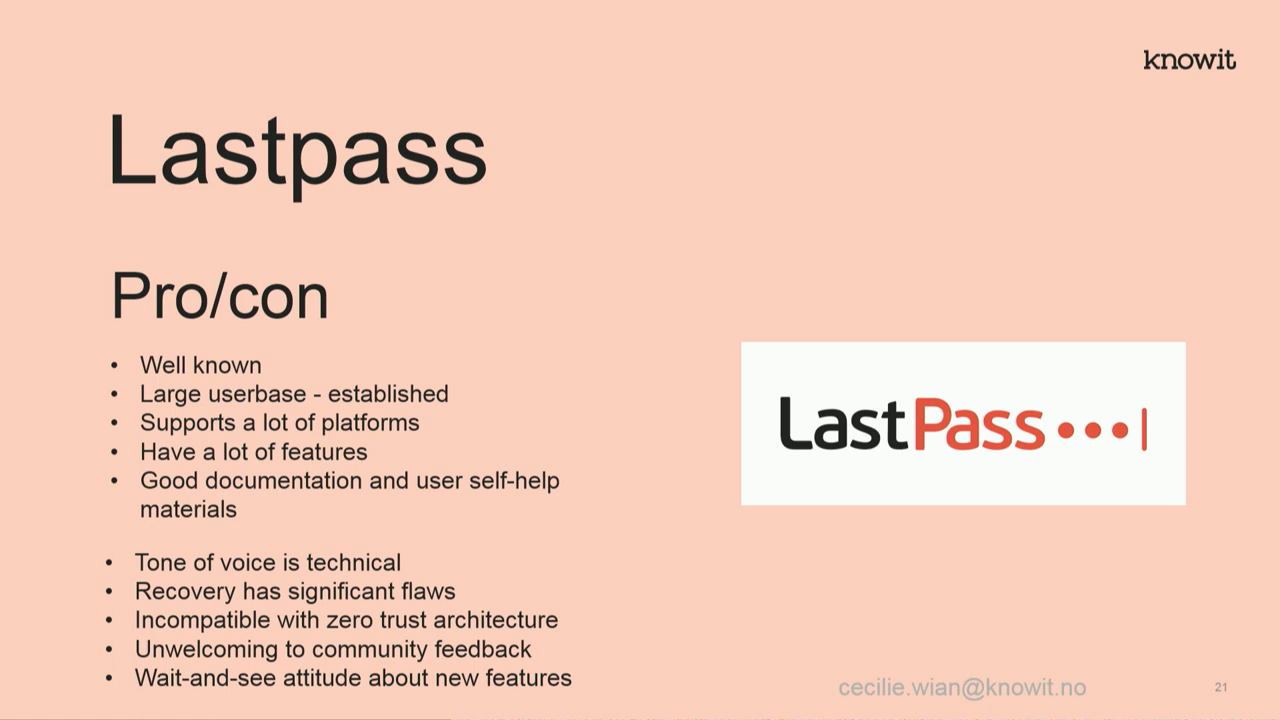 knowit
Lastpass
Pro/con
• Well known
• Large userbase - established
• Supports a lot of platforms
• Have a lot of features
• Good documentation and user self-help
materials
• Tone of voice is technical
• Recovery has significant flaws
• Incompatible with zero trust architecture
• Unwelcoming to community feedback
• Wait-and-see attitude about new features
LastPass•••|
cecilie.wian@knowit.no
21